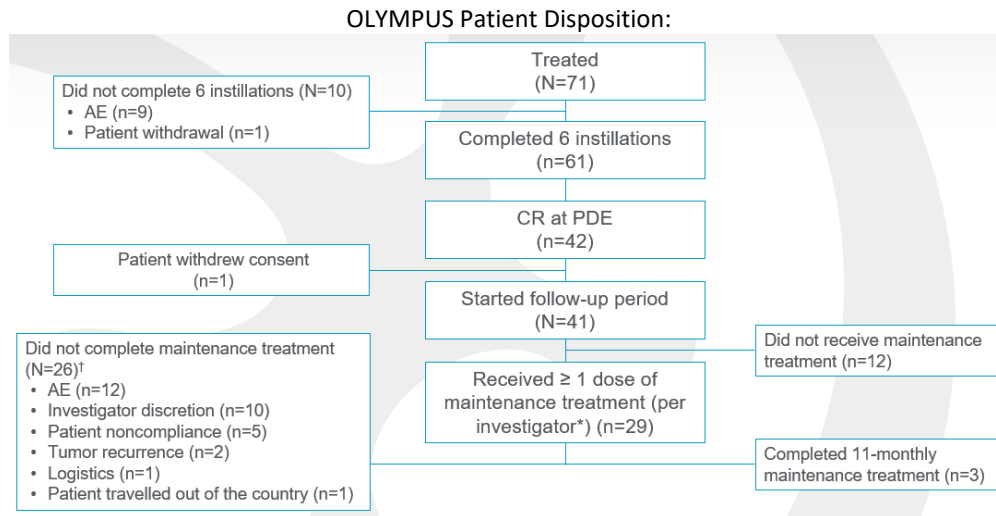 OLYMPUS Patient Disposition:
Treated
(N=71)
Did not complete 6 instillations (N=10)
• AE (n=9)
• Patient withdrawal (n=1)
Completed 6 instillations
(n=61)
CR at PDE
(n=42)
Patient withdrew consent
(n=1)
Started follow-up period
(N=41)
Did not receive maintenance
treatment (n=12)
Received ≥ 1 dose of
maintenance treatment (per
investigator*) (n=29)
Did not complete maintenance treatment
(N=26)†
• AE (n=12)
• Investigator discretion (n=10)
• Patient noncompliance (n=5)
• Tumor recurrence (n=2)
• Logistics (n=1)
• Patient travelled out of the country (n=1)
Completed 11-monthly
maintenance treatment (n=3)